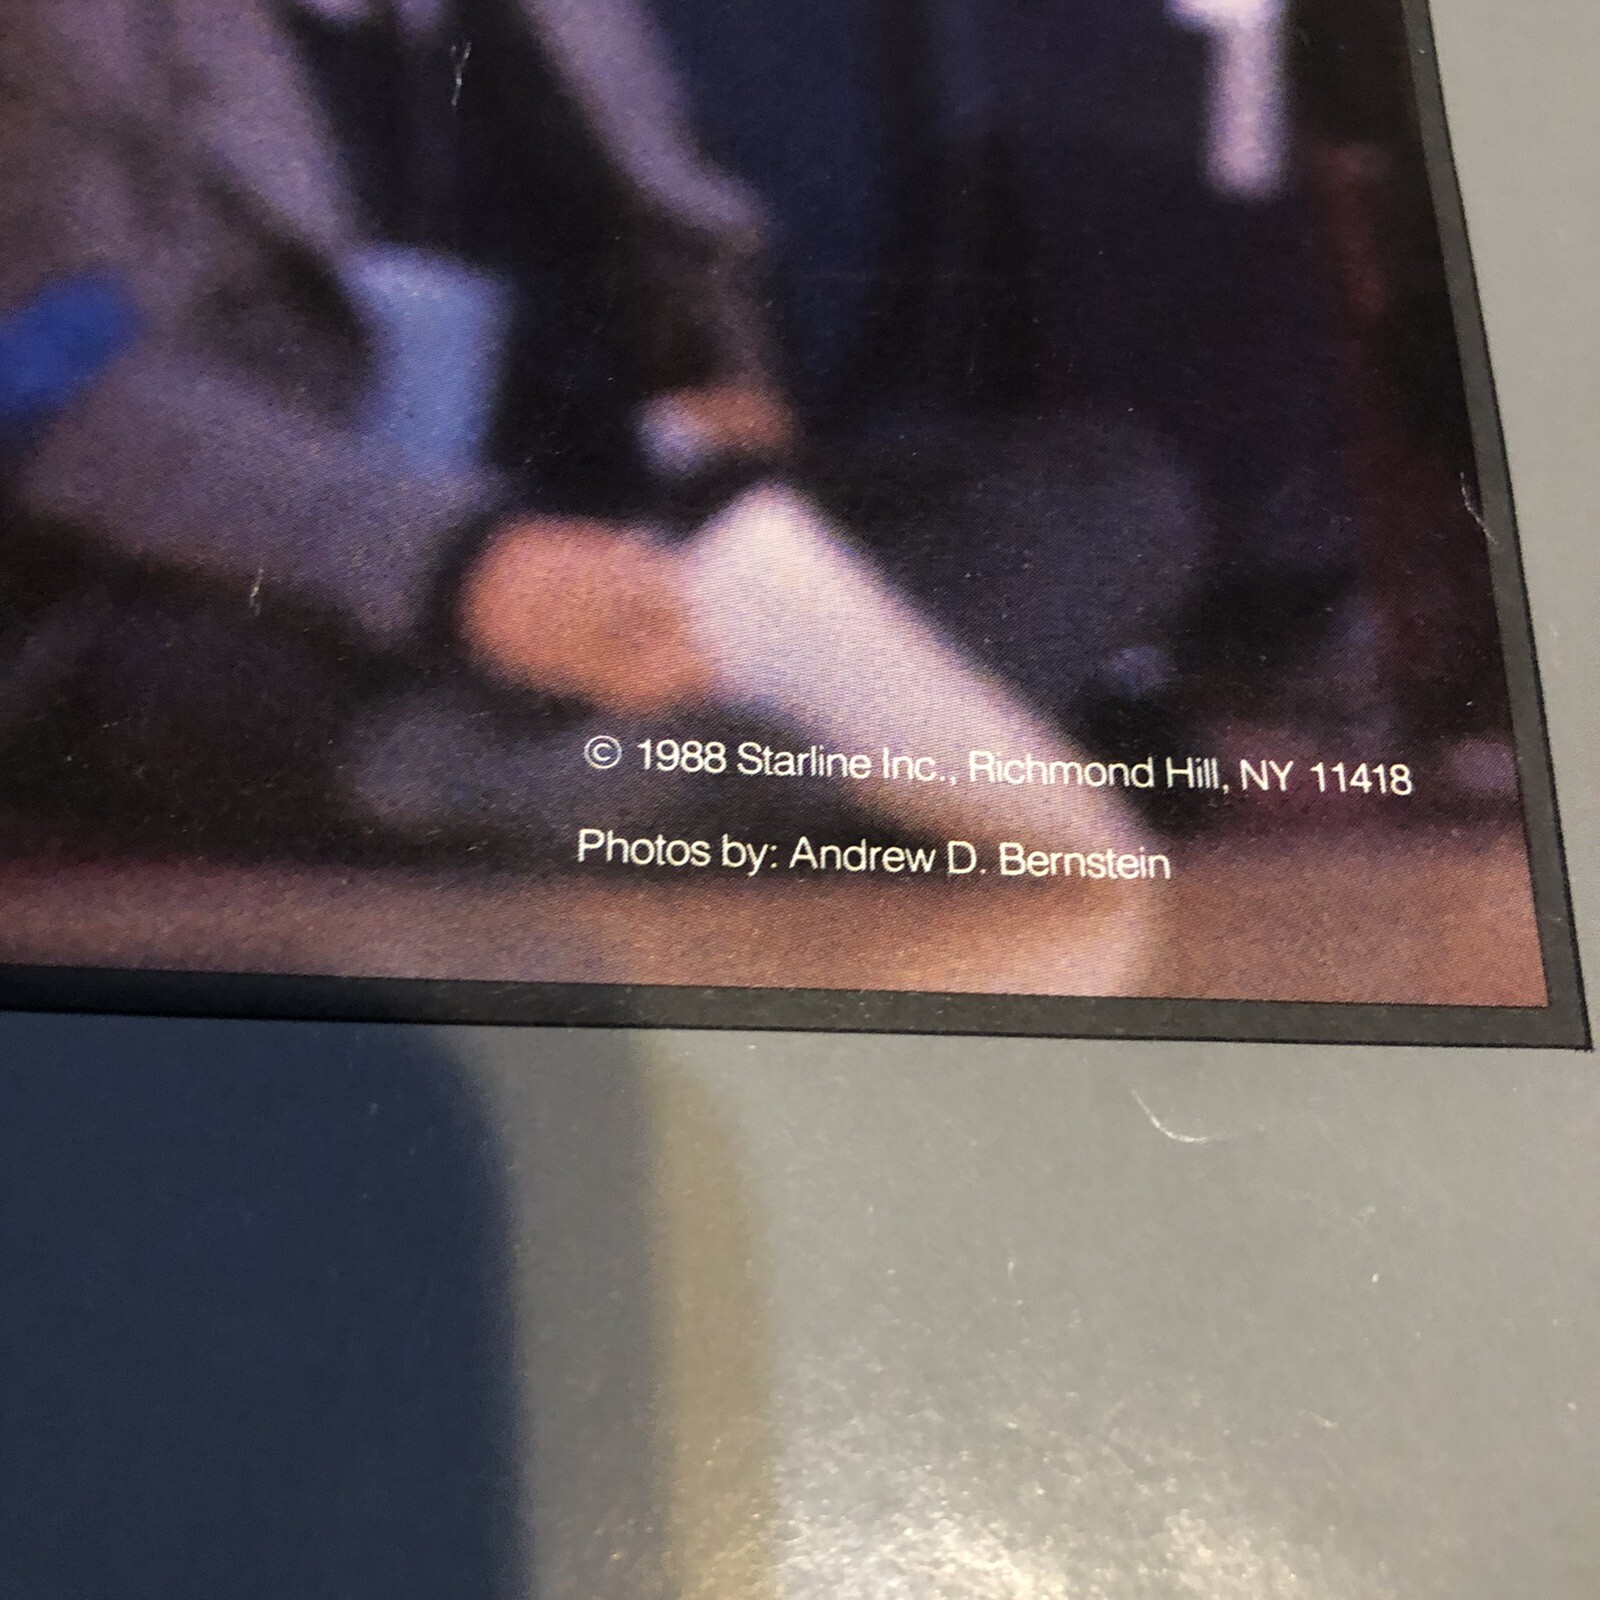 © 1988 Starline Inc., Richmond Hill, NY 11418
Photos by: Andrew D. Bernstein